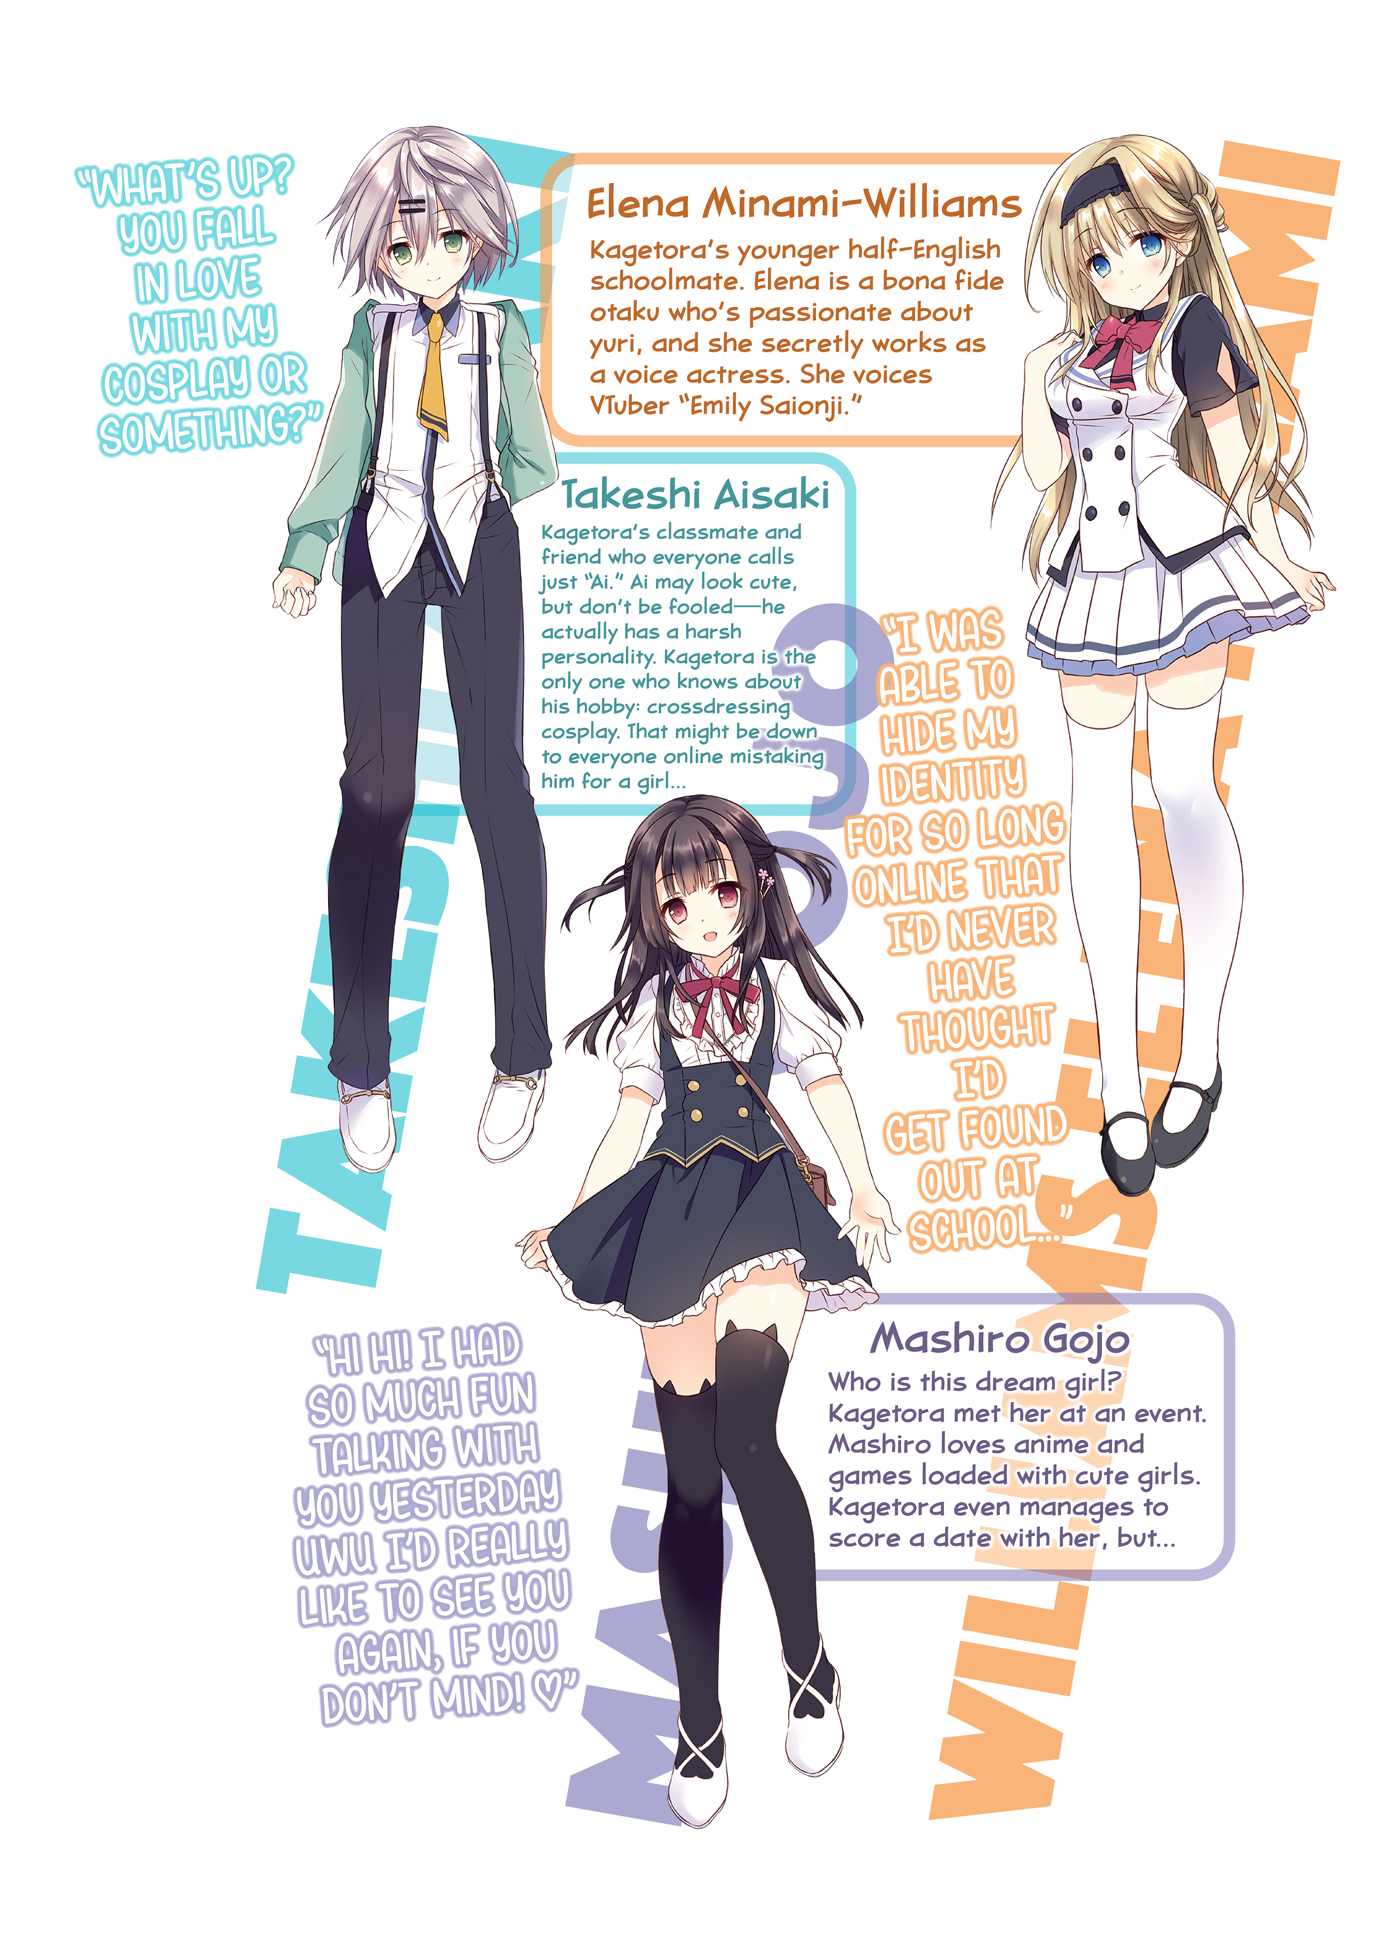 "WHAT'S UP?
YOU FALL
IN LOVE
WITH MY
COSPLAY OR
SOMETHING?"
Elena Minami-Williams
Kagetora's younger half-English
schoolmate. Elena is a bona fide
otaku who's passionate about
yuri, and she secretly works as
a voice actress. She voices
VTuber "Emily Saionji."
Takeshi Aisaki
Kagetora's classmate and
friend who everyone calls
just "Ai." Ai may look cute,
but don't be fooled—he
actually has a harsh
personality. Kagetora is the
only one who knows about
his hobby: crossdressing
cosplay. That might be down
to everyone online mistaking
him for a girl...
"I WAS
ABLE TO
HIDE MY
IDENTITY
FOR SO LONG
ONLINE THAT
I'D NEVER
HAVE
THOUGHT
I'D
GET FOUND
OUT AT
SCHOOL..."
Mashiro Gojo
Who is this dream girl?
Kagetora met her at an event.
Mashiro loves anime and
games loaded with cute girls.
Kagetora even manages to
score a date with her, but...
"HI HI! I HAD
SO MUCH FUN
TALKING WITH
YOU YESTERDAY
UWU I'D REALLY
LIKE TO SEE YOU
AGAIN, IF YOU
DON'T MIND! ♡"